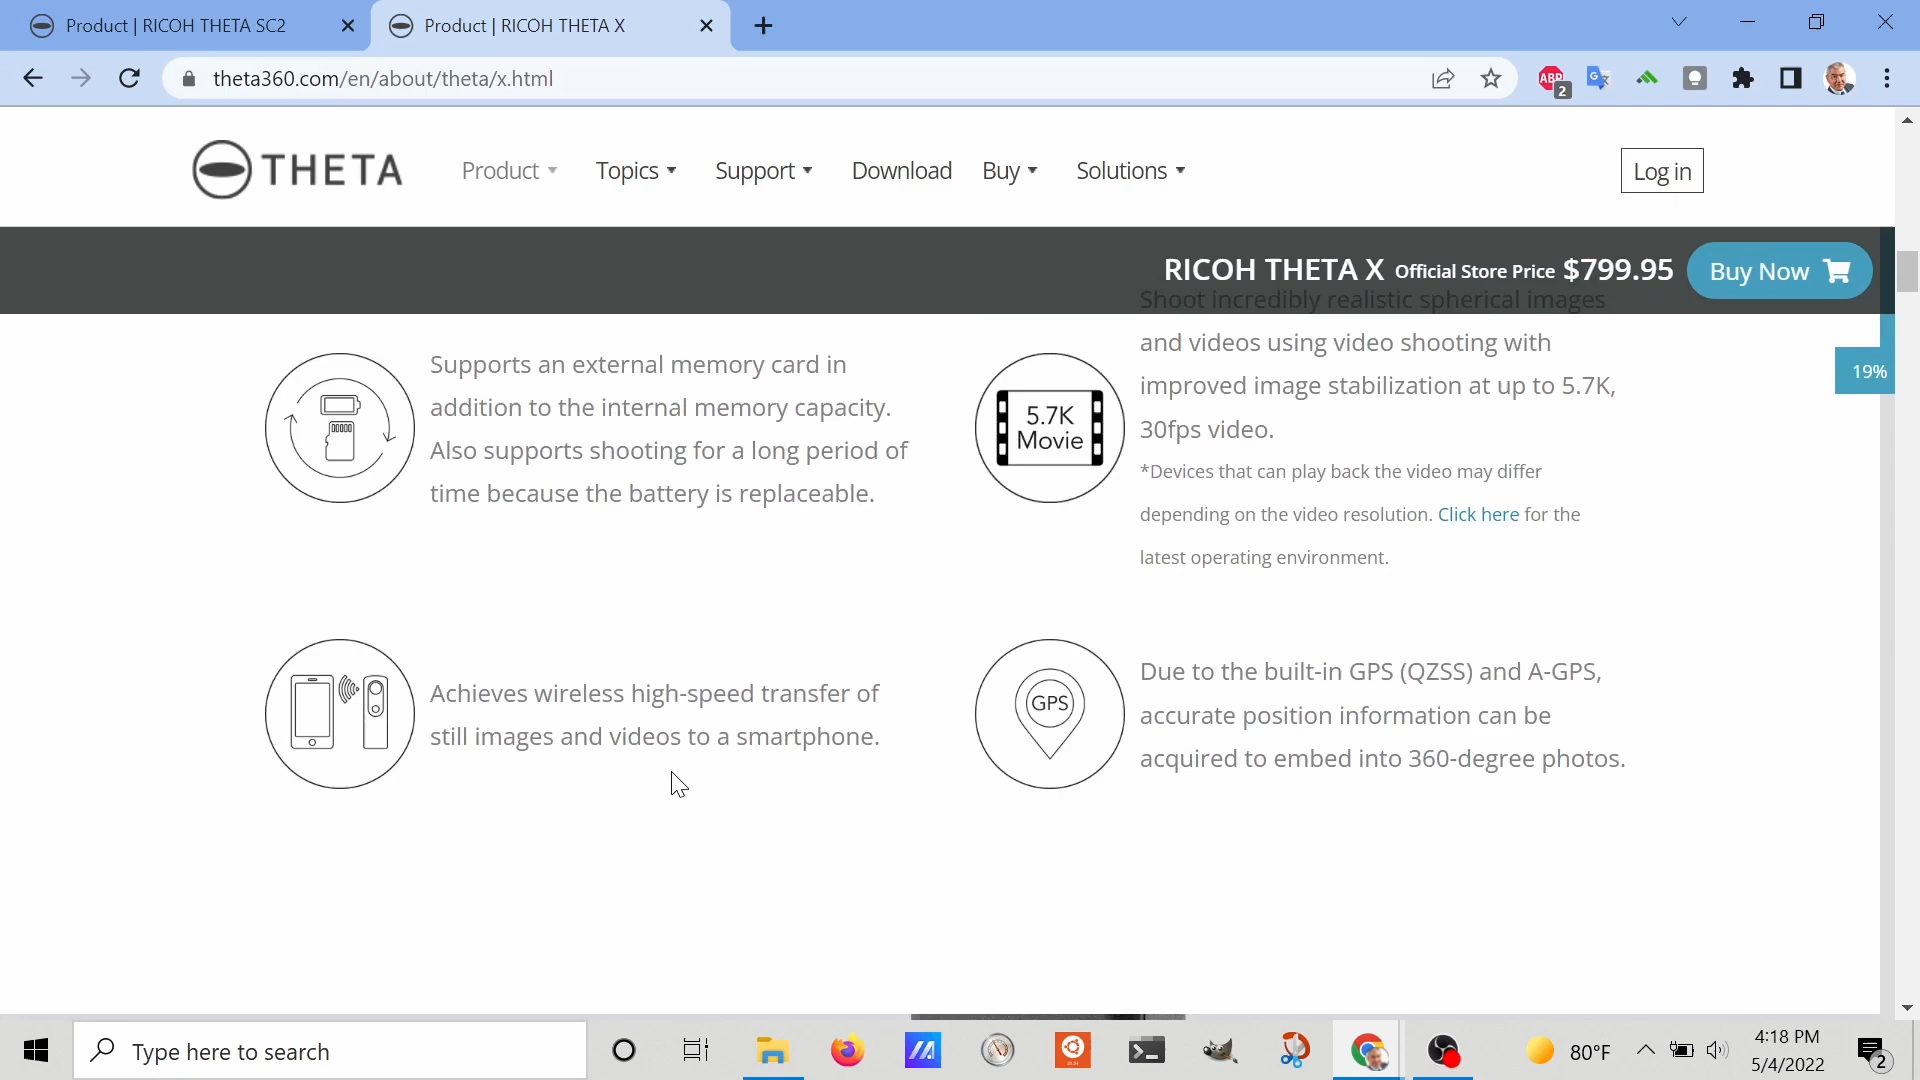 Product | RICOH THETA SC2
Product | RICOH THETA X
theta360.com/en/about/theta/x.html
ABP
2
G
THETA
Product
Topics
Support
Download
Buy
Solutions
Log in
RICOH THETA X Official Store Price $799.95
Buy Now
19%
Supports an external memory card in
addition to the internal memory capacity.
Also supports shooting for a long period of
time because the battery is replaceable.
5.7K
Movie
Shoot incredibly realistic spherical images
and videos using video shooting with
improved image stabilization at up to 5.7K,
30fps video.
*Devices that can play back the video may differ
depending on the video resolution. Click here for the
latest operating environment.
Achieves wireless high-speed transfer of
still images and videos to a smartphone.
GPS
Due to the built-in GPS (QZSS) and A-GPS,
accurate position information can be
acquired to embed into 360-degree photos.
Type here to search
80°F
4:18 PM
5/4/2022
2